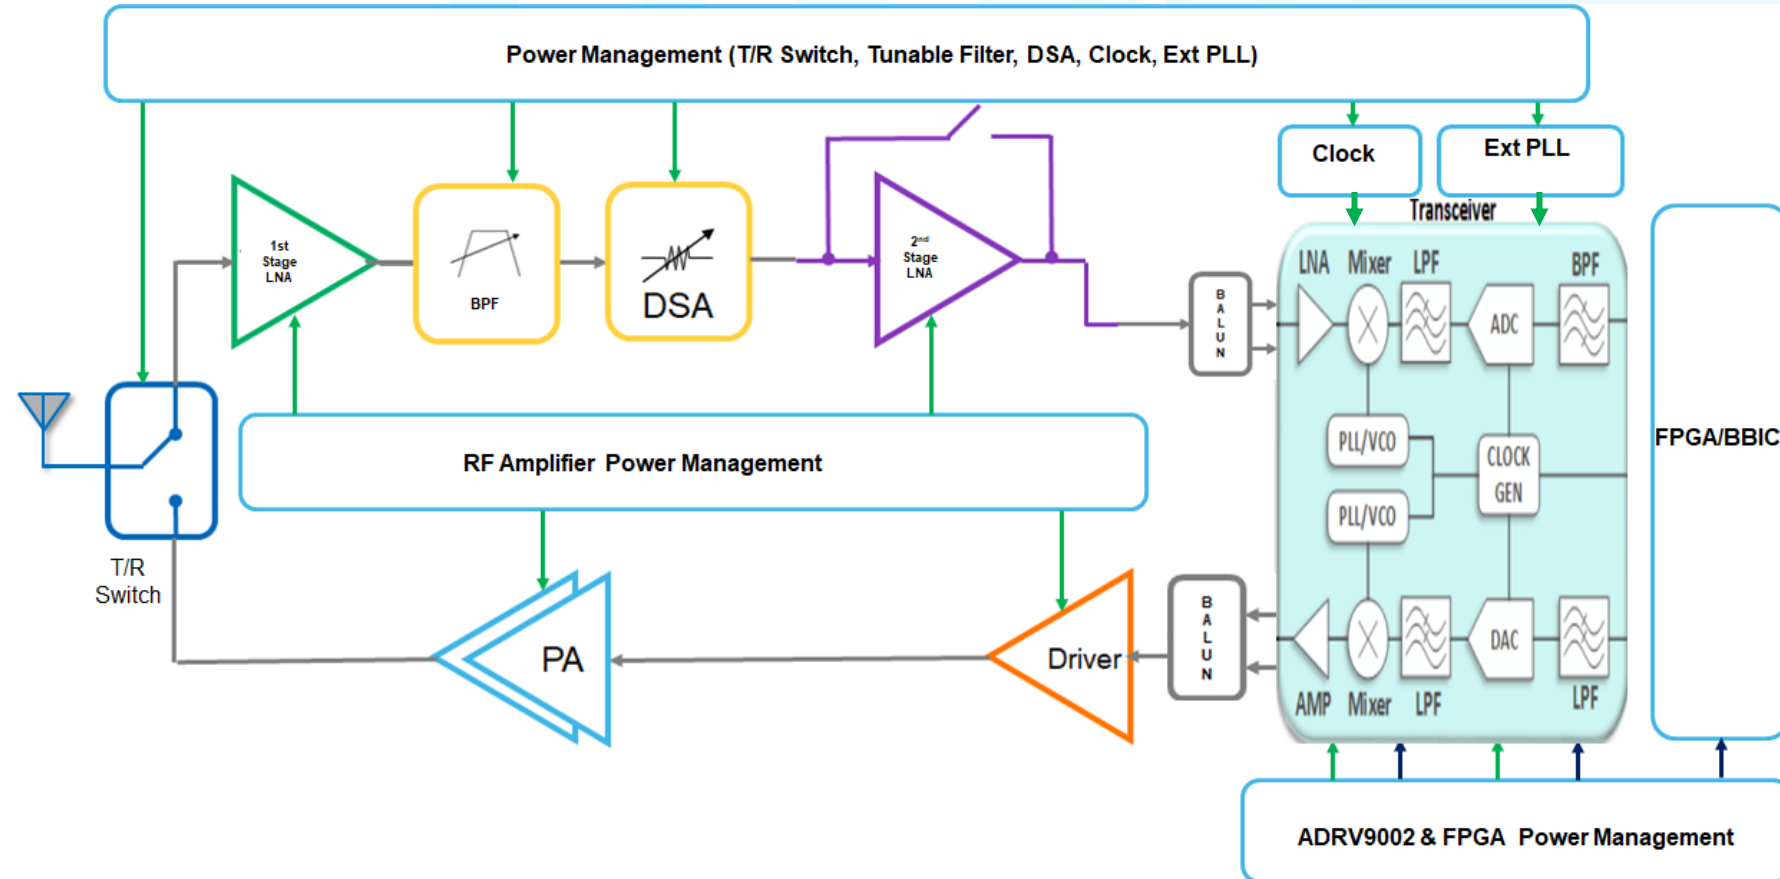 Power Management (T/R Switch, Tunable Filter, DSA, Clock, Ext PLL)
Clock
Ext PLL
Transceiver
1st
Stage
LNA
BPF
DSA
2nd
Stage
LNA
B
A
L
U
N
LNA Mixer LPF BPF
ADC
PLL/VCO
CLOCK
GEN
PLL/VCO
FPGA/BBIC
RF Amplifier Power Management
T/R
Switch
PA
Driver
B
A
L
U
N
DAC
AMP Mixer LPF LPF
ADRV9002 & FPGA Power Management